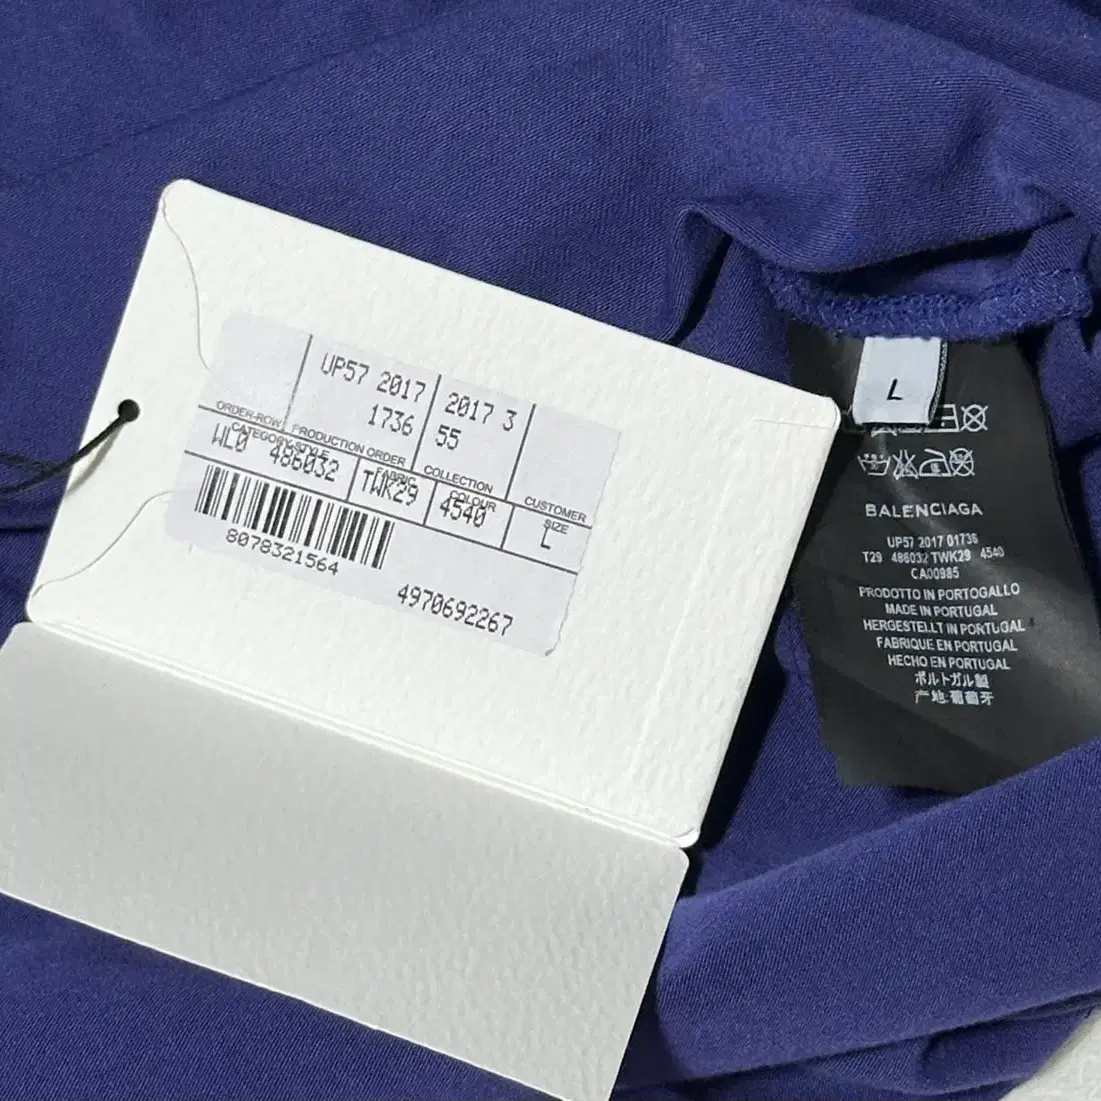 UP57 2017
1736
2017 3
55
ORDER-ROW
PRODUCTION ORDER
COLLECTION
CUSTOMER
CATEGORY-STYLE
FABRIC
COLOUR
SIZE
WL0 486032
TWK29
4540
L
8078321564
4970692267
L
BALENCIAGA
UP57 2017 01736
T29 486032 TWK29 4540
CA00985
PRODOTTO IN PORTOGALLO
MADE IN PORTUGAL
HERGESTELLT IN PORTUGAL
FABRIQUE EN PORTUGAL
HECHO EN PORTUGAL
ポルトガル製
产地:葡萄牙